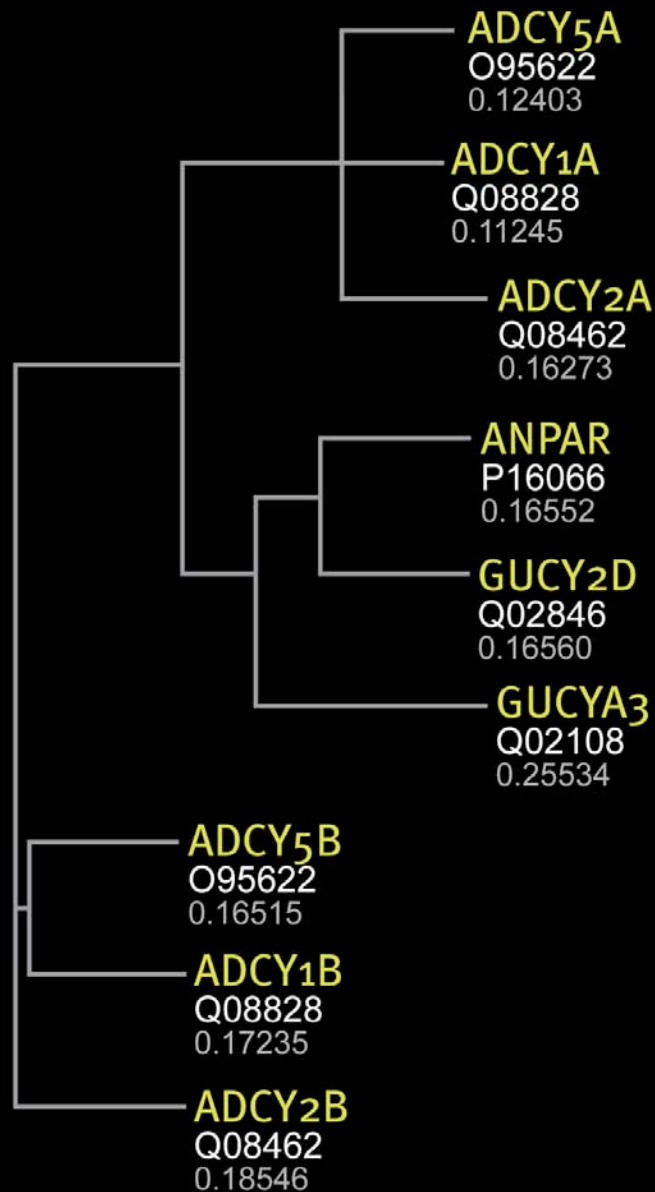 ADCY5A
O95622
0.12403
ADCY1A
Q08828
0.11245
ADCY2A
Q08462
0.16273
ANPAR
P16066
0.16552
GUCY2D
Q02846
0.16560
GUCYA3
Q02108
0.25534
ADCY5B
O95622
0.16515
ADCY1B
Q08828
0.17235
ADCY2B
Q08462
0.18546